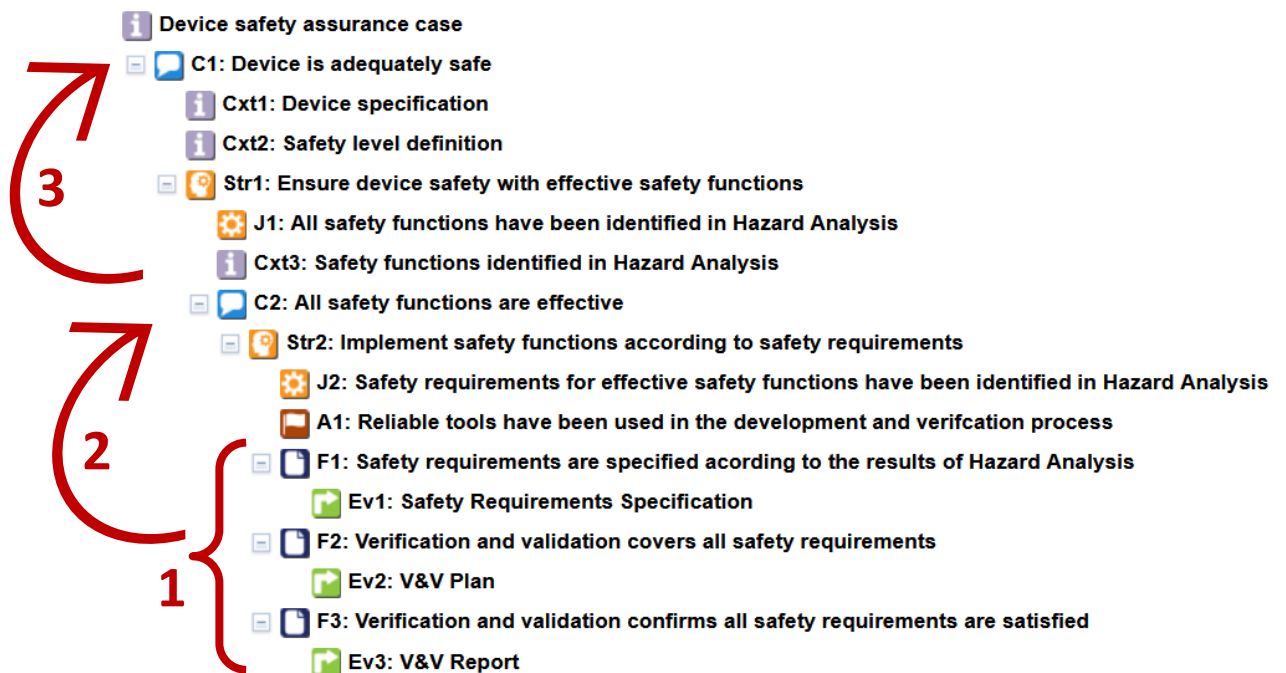 Device safety assurance case
C1: Device is adequately safe
Cxt1: Device specification
Cxt2: Safety level definition
3
Str1: Ensure device safety with effective safety functions
J1: All safety functions have been identified in Hazard Analysis
Cxt3: Safety functions identified in Hazard Analysis
C2: All safety functions are effective
Str2: Implement safety functions according to safety requirements
J2: Safety requirements for effective safety functions have been identified in Hazard Analysis
A1: Reliable tools have been used in the development and verifcation process
2
F1: Safety requirements are specified acording to the results of Hazard Analysis
Ev1: Safety Requirements Specification
F2: Verification and validation covers all safety requirements
1
Ev2: V&V Plan
F3: Verification and validation confirms all safety requirements are satisfied
Ev3: V&V Report